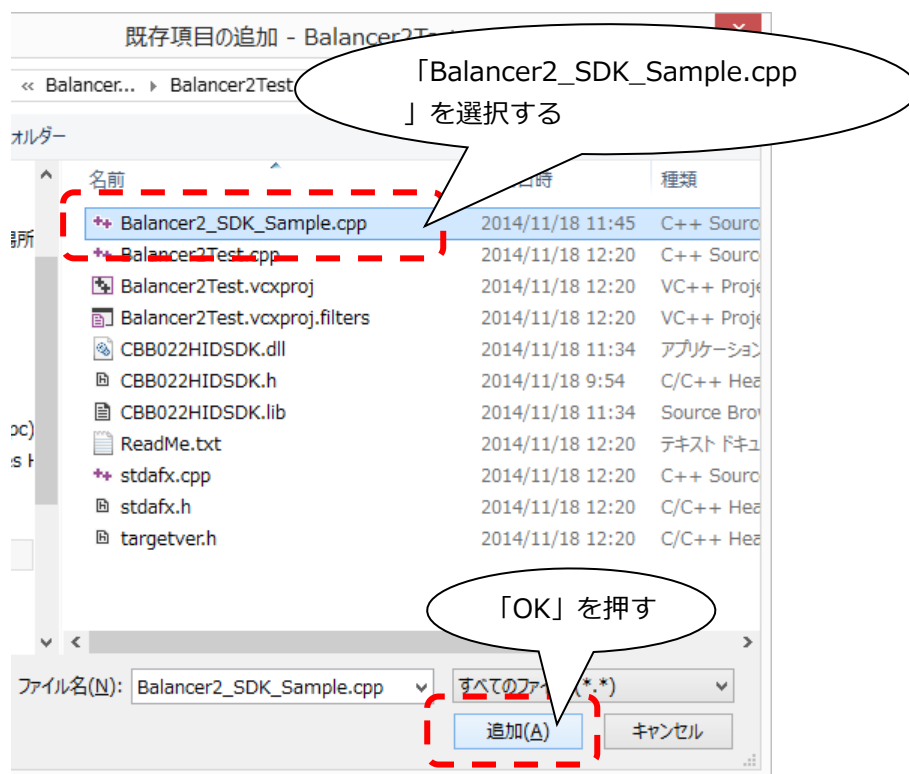 既存項目の追加 - Balancer2T
「Balancer2_SDK_Sample.cpp
」を選択する
« Balancer... ▸ Balancer2Test
ォルダー
名前
日時 種類
Balancer2_SDK_Sample.cpp 2014/11/18 11:45 C++ Sourc
Balancer2Test.cpp 2014/11/18 12:20 C++ Sourc
Balancer2Test.vcxproj 2014/11/18 12:20 VC++ Proje
Balancer2Test.vcxproj.filters 2014/11/18 12:20 VC++ Proje
CBB022HIDSDK.dll 2014/11/18 11:34 アプリケーション
CBB022HIDSDK.h 2014/11/18 9:54 C/C++ Hea
CBB022HIDSDK.lib 2014/11/18 11:34 Source Brow
ReadMe.txt 2014/11/18 12:20 テキスト ドキュ
stdafx.cpp 2014/11/18 12:20 C++ Sourc
stdafx.h 2014/11/18 12:20 C/C++ Hea
targetver.h 2014/11/18 12:20 C/C++ Hea
場所
oc)
es H
「OK」を押す
ファイル名(N): Balancer2_SDK_Sample.cpp すべてのファイ (*.*)
追加(A) キャンセル